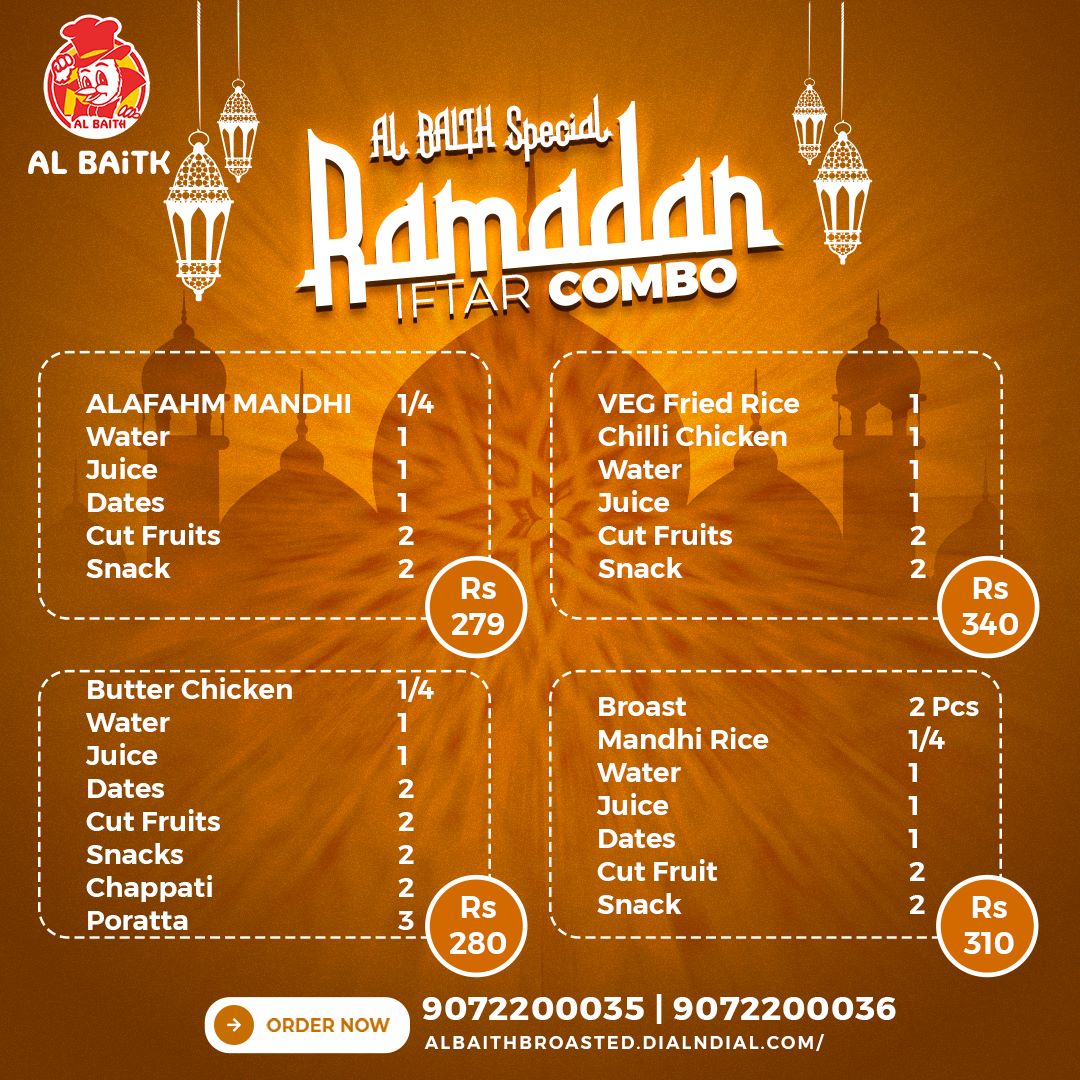 AL BAITH
AL BAiTK
AL BAITH Special
Ramadan
IFTAR COMBO
ALAFAHM MANDHI 1/4
Water 1
Juice 1
Dates 1
Cut Fruits 2
Snack 2
Rs
279
VEG Fried Rice 1
Chilli Chicken 1
Water 1
Juice 1
Cut Fruits 2
Snack 2
Rs
340
Butter Chicken 1/4
Water 1
Juice 1
Dates 2
Cut Fruits 2
Snacks 2
Chappati 2
Poratta 3
Rs
280
Broast 2 Pcs
Mandhi Rice 1/4
Water 1
Juice 1
Dates 1
Cut Fruit 2
Snack 2
Rs
310
ORDER NOW
9072200035 | 9072200036
ALBAITHBROASTED.DIALNDIAL.COM/